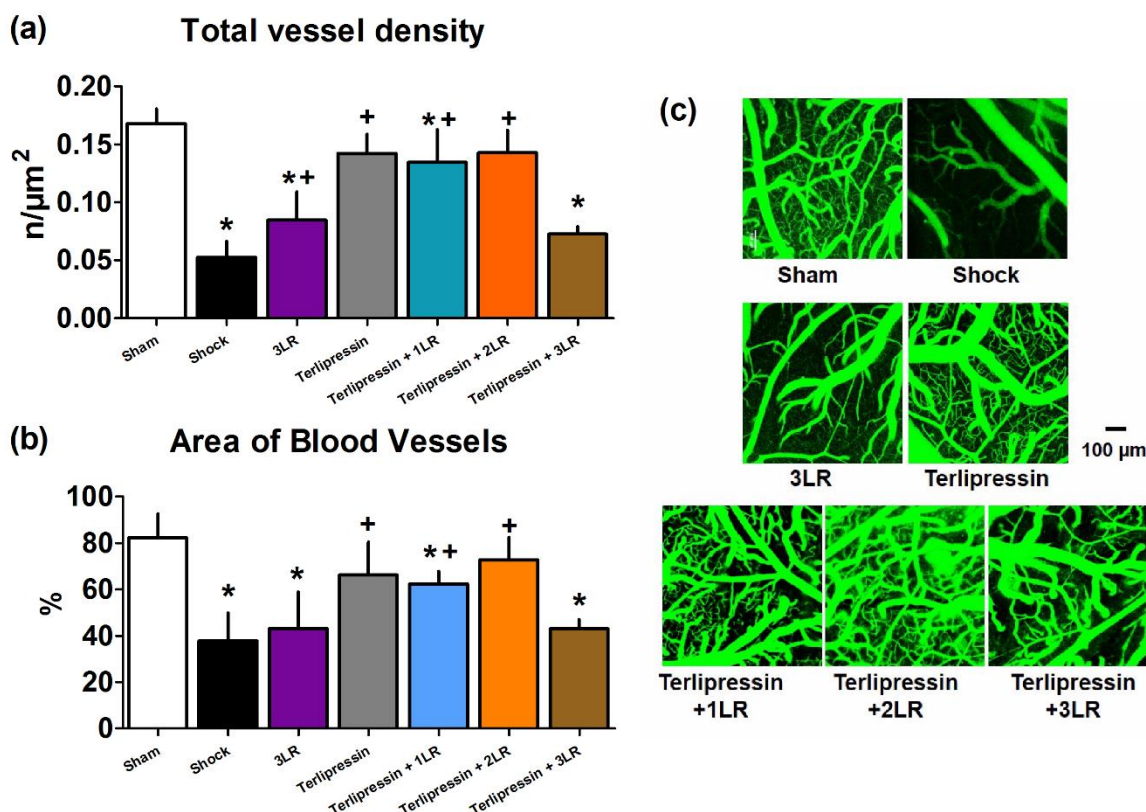 (a) Total vessel density
n/µm²
0.20
0.15
0.10
0.05
0.00
*
* +
+
* +
+
*
Sham
Shock
3LR
Terlipressin
Terlipressin + 1LR
Terlipressin + 2LR
Terlipressin + 3LR
(b) Area of Blood Vessels
%
100
80
60
40
20
0
*
*
+
* +
+
*
Sham
Shock
3LR
Terlipressin
Terlipressin + 1LR
Terlipressin + 2LR
Terlipressin + 3LR
(c)
Sham
Shock
3LR
Terlipressin
100 µm
Terlipressin
+1LR
Terlipressin
+2LR
Terlipressin
+3LR